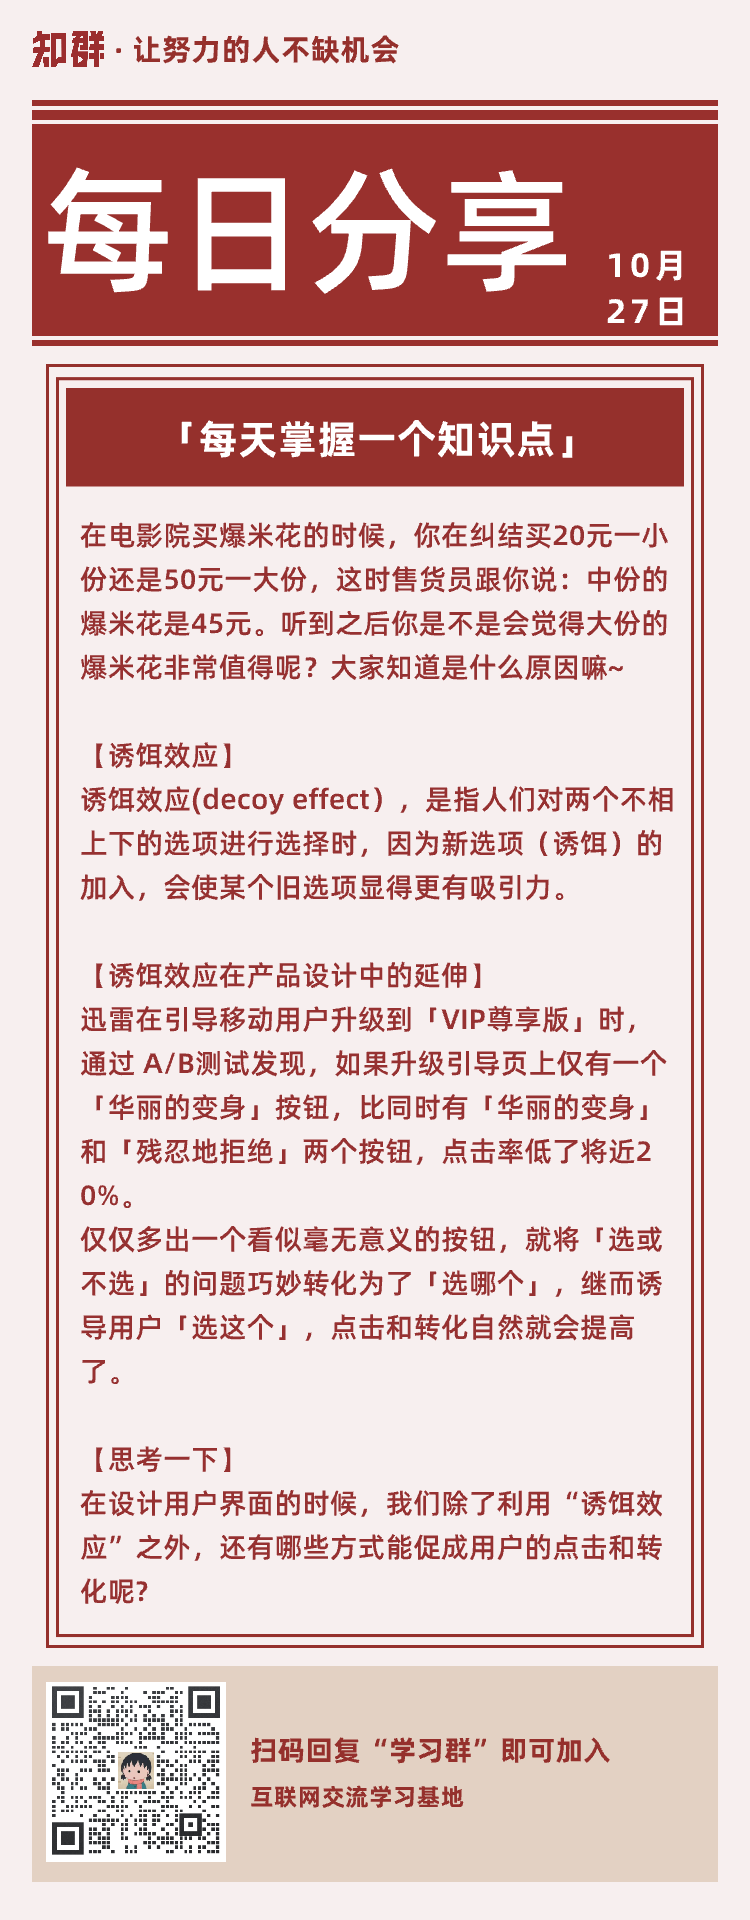 知群 · 让努力的人不缺机会
每日分享
10月
27日
「每天掌握一个知识点」
在电影院买爆米花的时候，你在纠结买20元一小
份还是50元一大份，这时售货员跟你说：中份的
爆米花是45元。听到之后你是不是会觉得大份的
爆米花非常值得呢？大家知道是什么原因嘛~
【诱饵效应】
诱饵效应(decoy effect），是指人们对两个不相
上下的选项进行选择时，因为新选项（诱饵）的
加入，会使某个旧选项显得更有吸引力。
【诱饵效应在产品设计中的延伸】
迅雷在引导移动用户升级到「VIP尊享版」时，
通过 A/B测试发现，如果升级引导页上仅有一个
「华丽的变身」按钮，比同时有「华丽的变身」
和「残忍地拒绝」两个按钮，点击率低了将近2
0%。
仅仅多出一个看似毫无意义的按钮，就将「选或
不选」的问题巧妙转化为了「选哪个」，继而诱
导用户「选这个」，点击和转化自然就会提高
了。
【思考一下】
在设计用户界面的时候，我们除了利用“诱饵效
应”之外，还有哪些方式能促成用户的点击和转
化呢?
扫码回复“学习群”即可加入
互联网交流学习基地